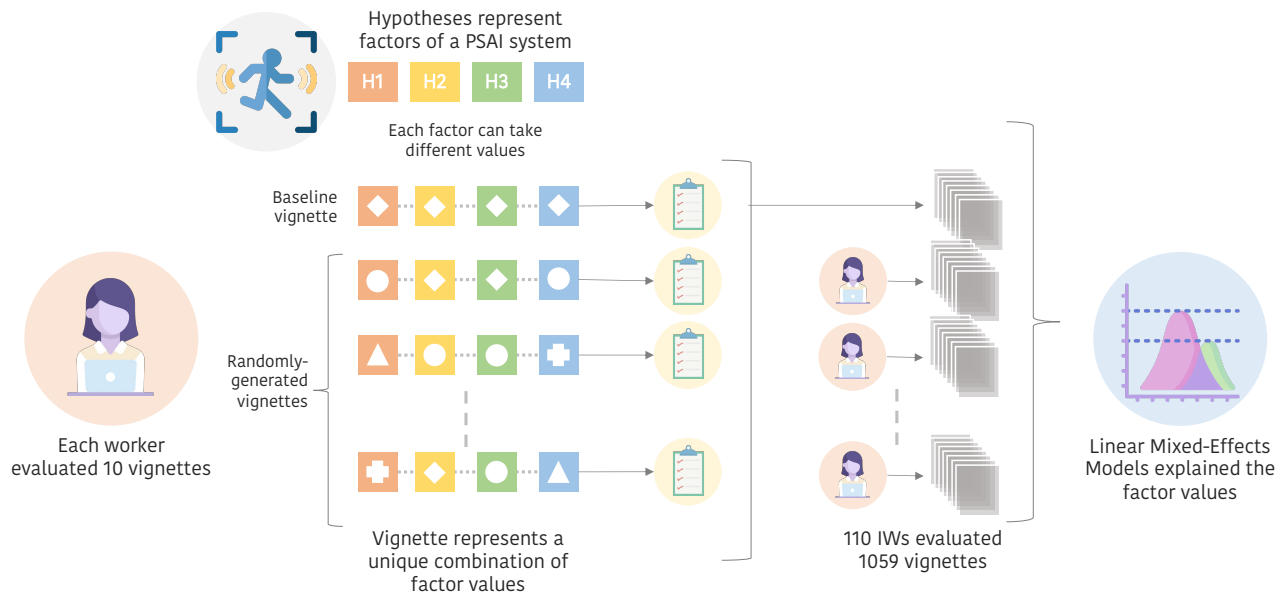 Hypotheses represent
factors of a PSAI system
H1 H2 H3 H4
Each factor can take
different values
Baseline
vignette
Randomly-
generated
vignettes
Each worker
evaluated 10 vignettes
Vignette represents a
unique combination of
factor values
110 IWs evaluated
1059 vignettes
Linear Mixed-Effects
Models explained the
factor values